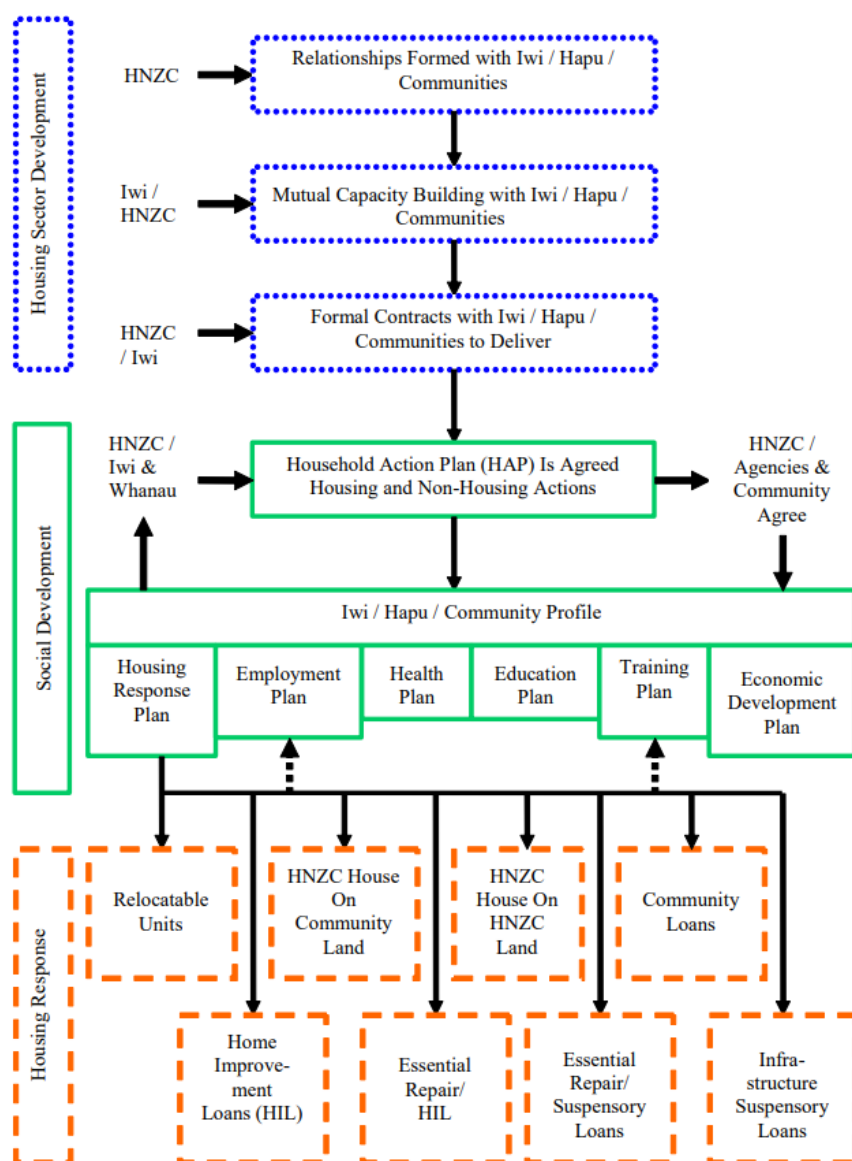 Housing Sector Development
HNZC
Relationships Formed with Iwi / Hapu /
Communities
Iwi /
HNZC
Mutual Capacity Building with Iwi / Hapu /
Communities
HNZC
/ Iwi
Formal Contracts with Iwi / Hapu /
Communities to Deliver
Social Development
HNZC /
Iwi &
Whanau
Household Action Plan (HAP) Is Agreed
Housing and Non-Housing Actions
HNZC /
Agencies &
Community
Agree
Iwi / Hapu / Community Profile
Housing
Response
Plan
Employment
Plan
Health
Plan
Education
Plan
Training
Plan
Economic
Development
Plan
Housing Response
Relocatable
Units
HNZC House
On
Community
Land
HNZC
House On
HNZC
Land
Community
Loans
Home
Improve-
ment
Loans (HIL)
Essential
Repair/
HIL
Essential
Repair/
Suspensory
Loans
Infra-
structure
Suspensory
Loans